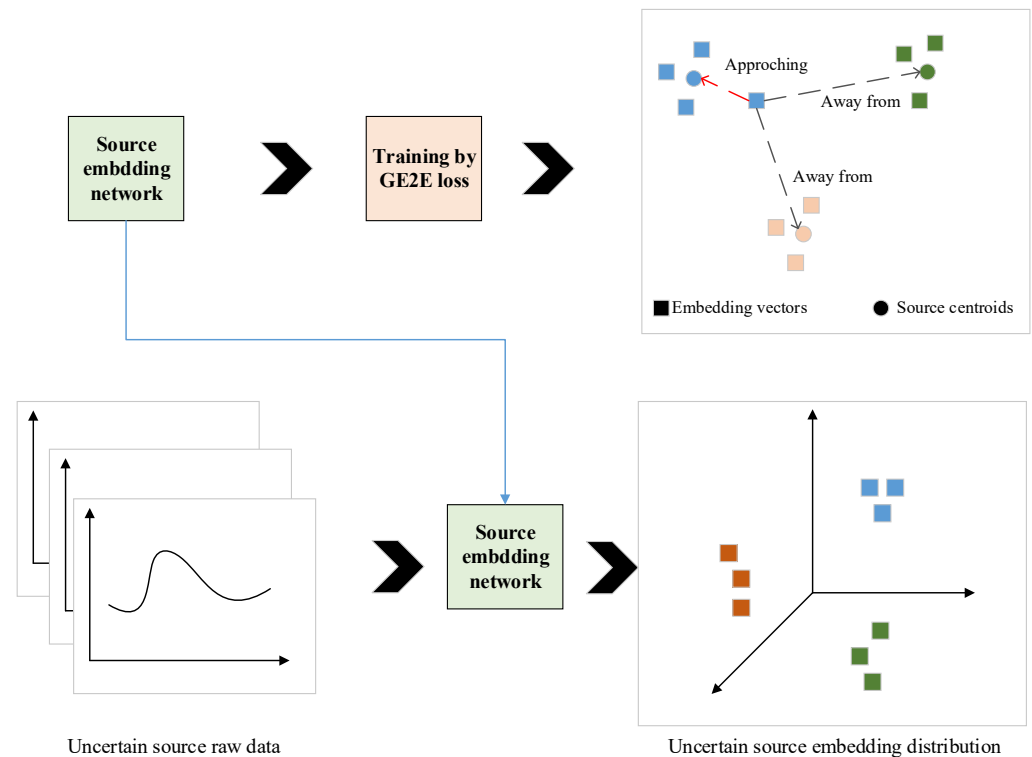 Source
embdding
network
Training by
GE2E loss
Approching
Away from
Away from
Embedding vectors
Source centroids
Source
embdding
network
Uncertain source raw data
Uncertain source embedding distribution